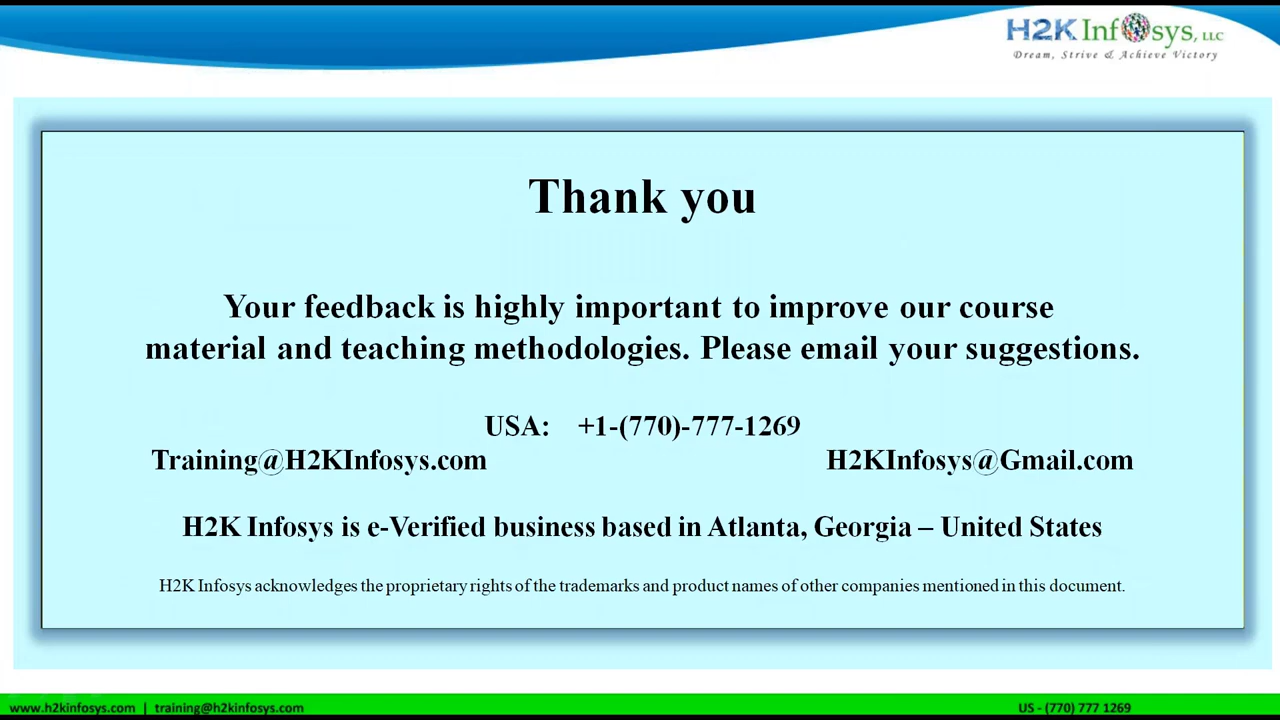 H2K Infosys, LLC
Dream, Strive & Achieve Victory
Thank you
Your feedback is highly important to improve our course
material and teaching methodologies. Please email your suggestions.
USA: +1-(770)-777-1269
Training@H2KInfosys.com H2KInfosys@Gmail.com
H2K Infosys is e-Verified business based in Atlanta, Georgia – United States
H2K Infosys acknowledges the proprietary rights of the trademarks and product names of other companies mentioned in this document.
www.h2kinfosys.com | training@h2kinfosys.com US - (770) 777 1269